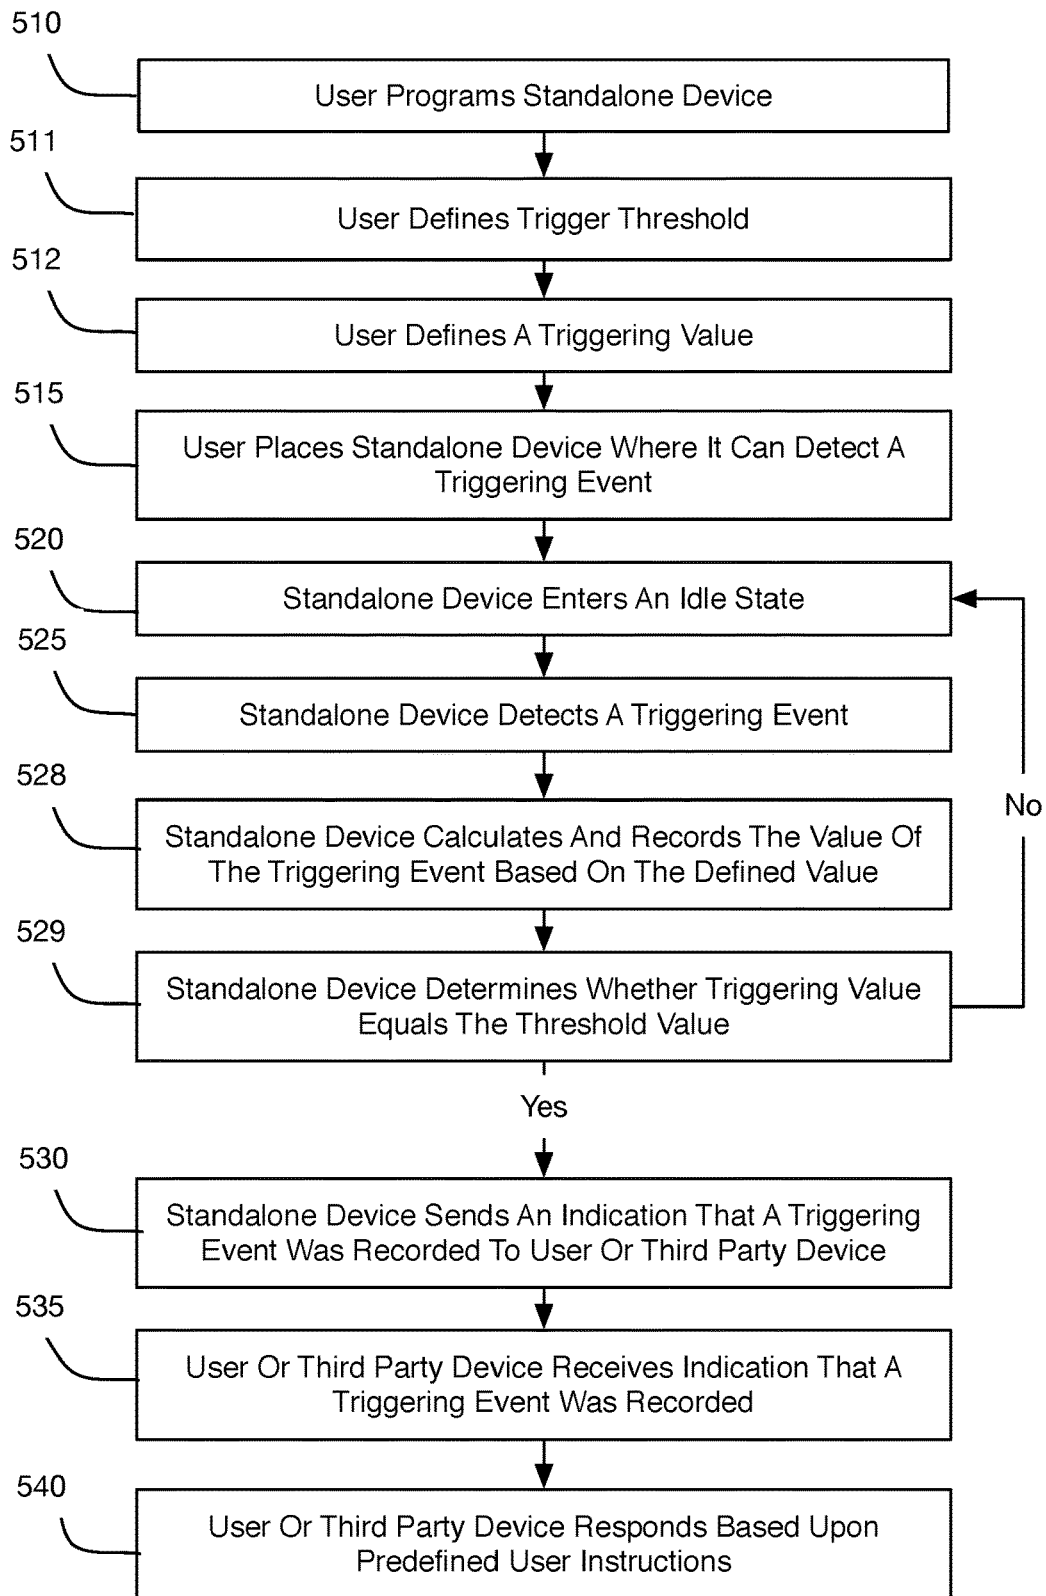 510
User Programs Standalone Device
511
User Defines Trigger Threshold
512
User Defines A Triggering Value
515
User Places Standalone Device Where It Can Detect A
Triggering Event
520
Standalone Device Enters An Idle State
525
Standalone Device Detects A Triggering Event
528
Standalone Device Calculates And Records The Value Of
The Triggering Event Based On The Defined Value
No
529
Standalone Device Determines Whether Triggering Value
Equals The Threshold Value
Yes
530
Standalone Device Sends An Indication That A Triggering
Event Was Recorded To User Or Third Party Device
535
User Or Third Party Device Receives Indication That A
Triggering Event Was Recorded
540
User Or Third Party Device Responds Based Upon
Predefined User Instructions